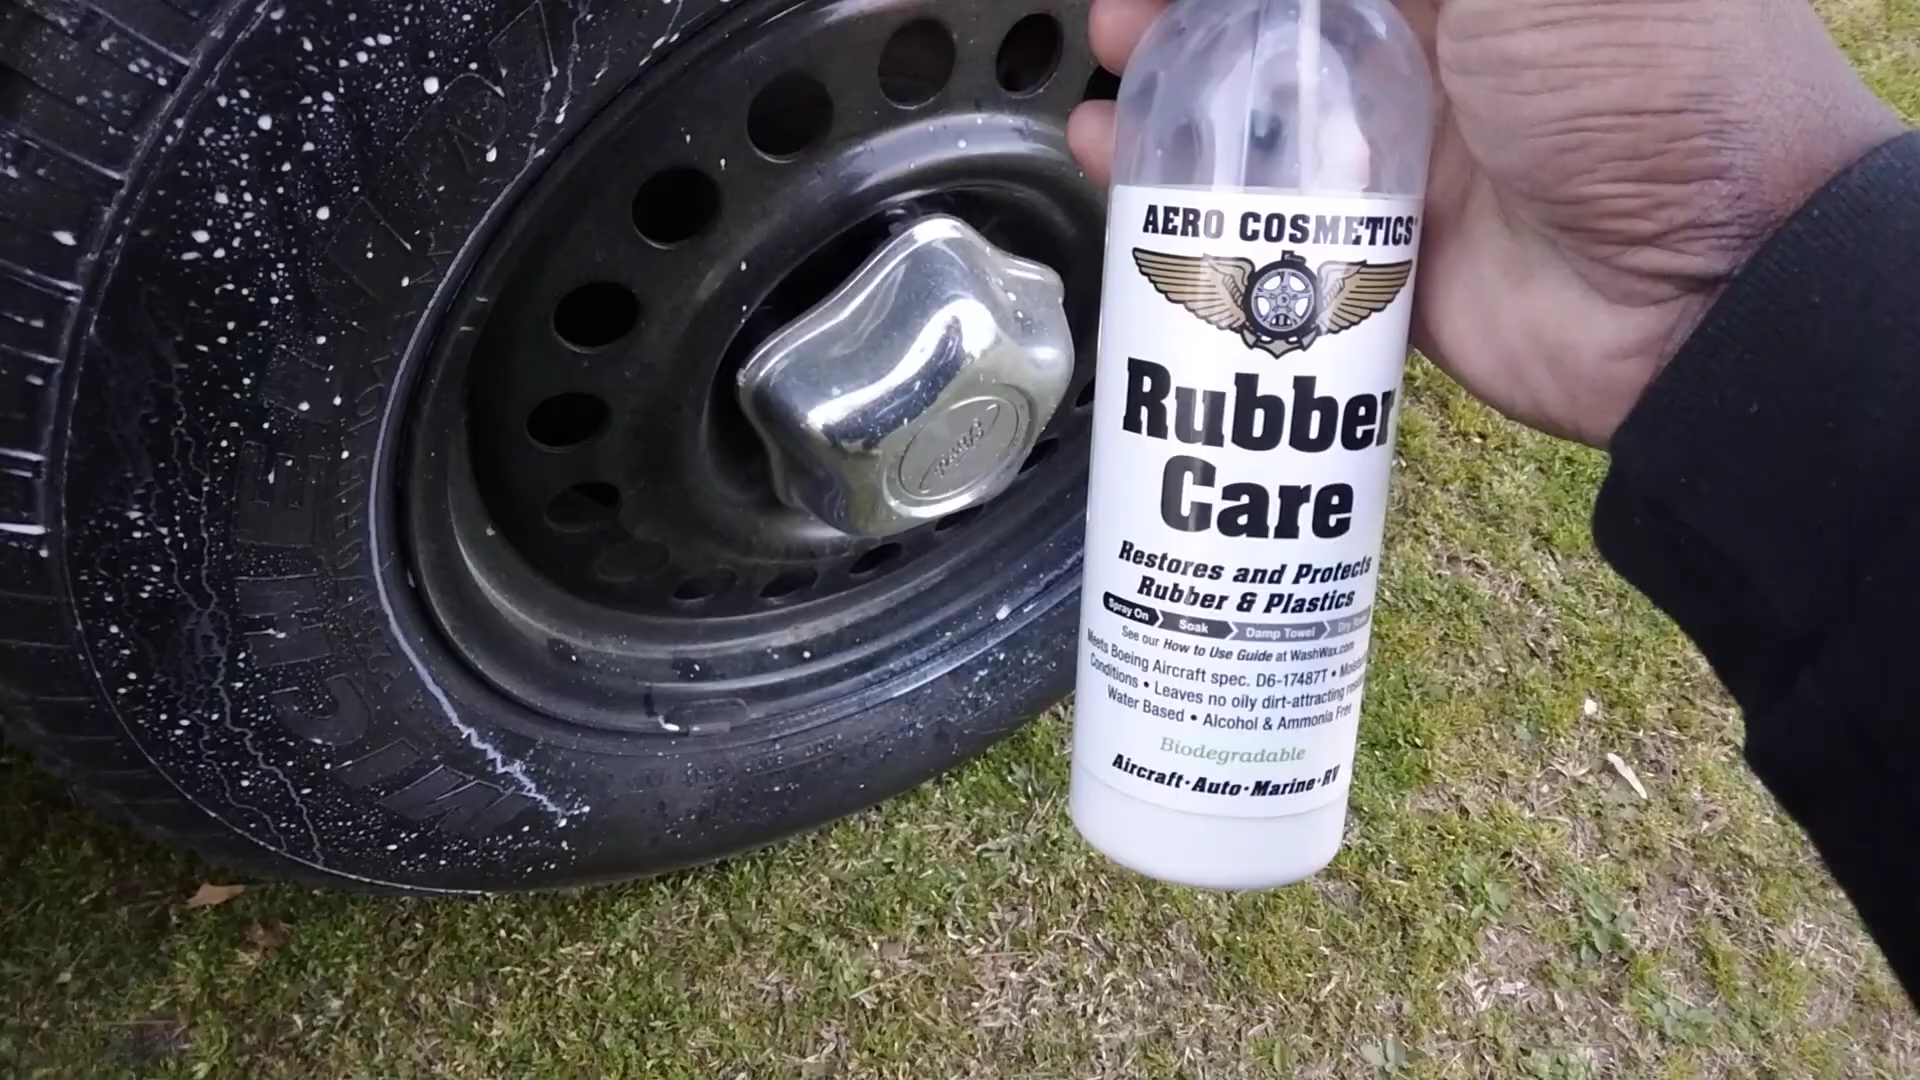 AERO COSMETICS
Rubber
Care
Restores and Protects
Rubber & Plastics
Spray On Soak Damp Towel Dry
See our How to Use Guide at WashWax.com
Meets Boeing Aircraft spec. D6-17487T •
Conditions • Leaves no oily dirt-attracting
Water Based • Alcohol & Ammonia Free
Biodegradable
Aircraft • Auto • Marine • RV
MICHELIN